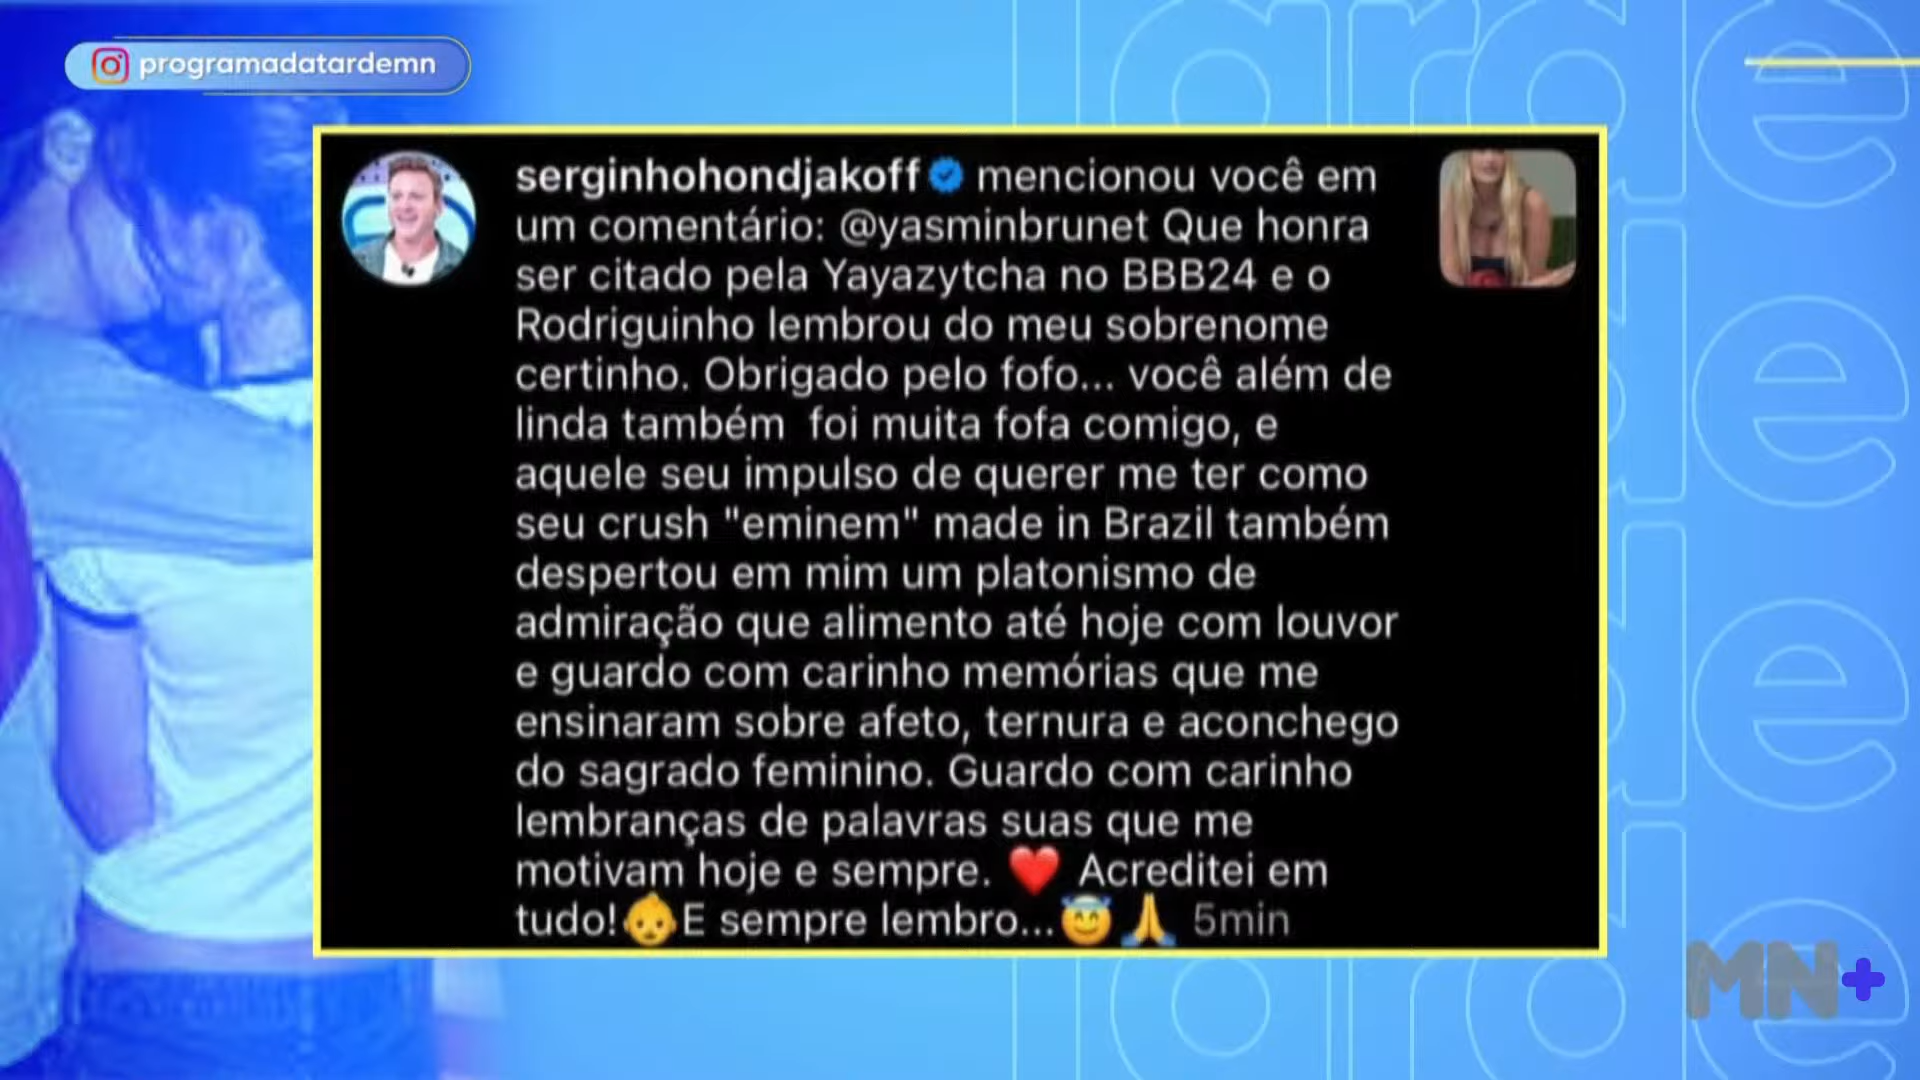 programadatardemn
serginhohondjakoff mencionou você em
um comentário: @yasminbrunet Que honra
ser citado pela Yayazytcha no BBB24 e o
Rodriguinho lembrou do meu sobrenome
certinho. Obrigado pelo fofo... você além de
linda também foi muita fofa comigo, e
aquele seu impulso de querer me ter como
seu crush "eminem" made in Brazil também
despertou em mim um platonismo de
admiração que alimento até hoje com louvor
e guardo com carinho memórias que me
ensinaram sobre afeto, ternura e aconchego
do sagrado feminino. Guardo com carinho
lembranças de palavras suas que me
motivam hoje e sempre. ❤️ Acreditei em
tudo!👶E sempre lembro...😇🙏 5min
MN+